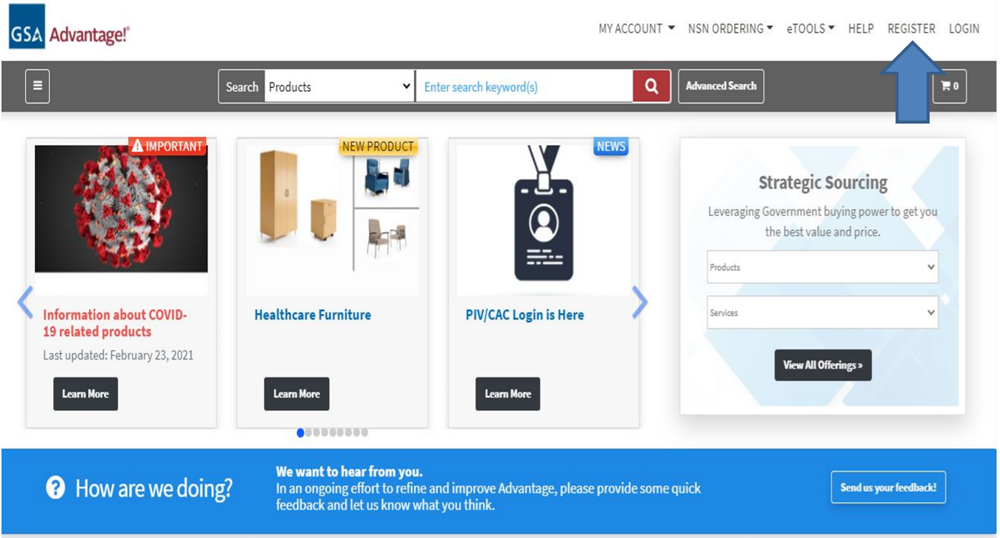 GSA Advantage!®
MY ACCOUNT NSN ORDERING eTOOLS HELP REGISTER LOGIN
Search Products Enter search keyword(s) Advanced Search 0
IMPORTANT
Information about COVID-
19 related products
Last updated: February 23, 2021
Learn More
NEW PRODUCT
Healthcare Furniture
Learn More
NEWS
PIV/CAC Login is Here
Learn More
Strategic Sourcing
Leveraging Government buying power to get you
the best value and price.
Products
Services
View All Offerings »
How are we doing?
We want to hear from you.
In an ongoing effort to refine and improve Advantage, please provide some quick
feedback and let us know what you think.
Send us your feedback!